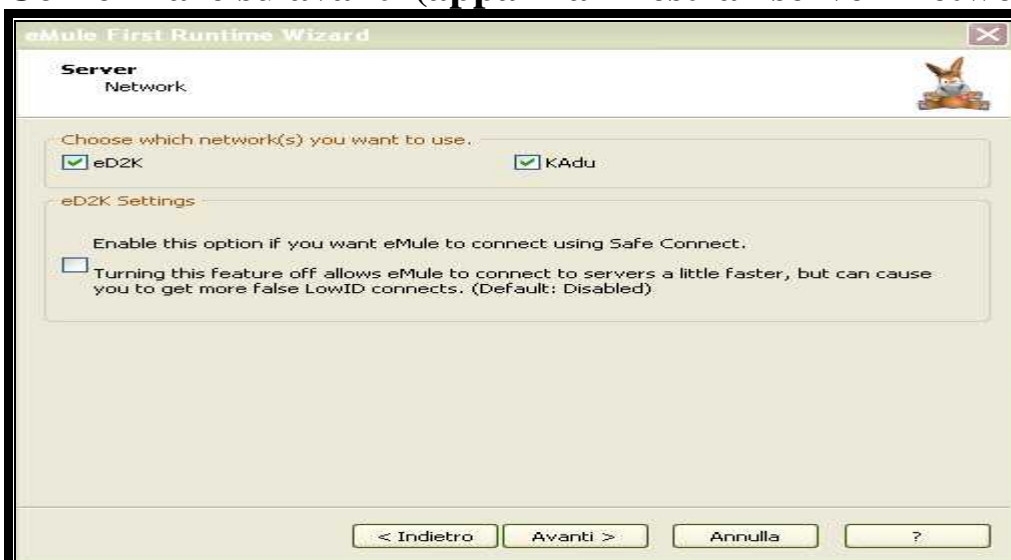 eMule First Runtime Wizard
Server
Network
Choose which network(s) you want to use.
eD2K
KAdu
eD2K Settings
Enable this option if you want eMule to connect using Safe Connect.
Turning this feature off allows eMule to connect to servers a little faster, but can cause
you to get more false LowID connects. (Default: Disabled)
< Indietro
Avanti >
Annulla
?